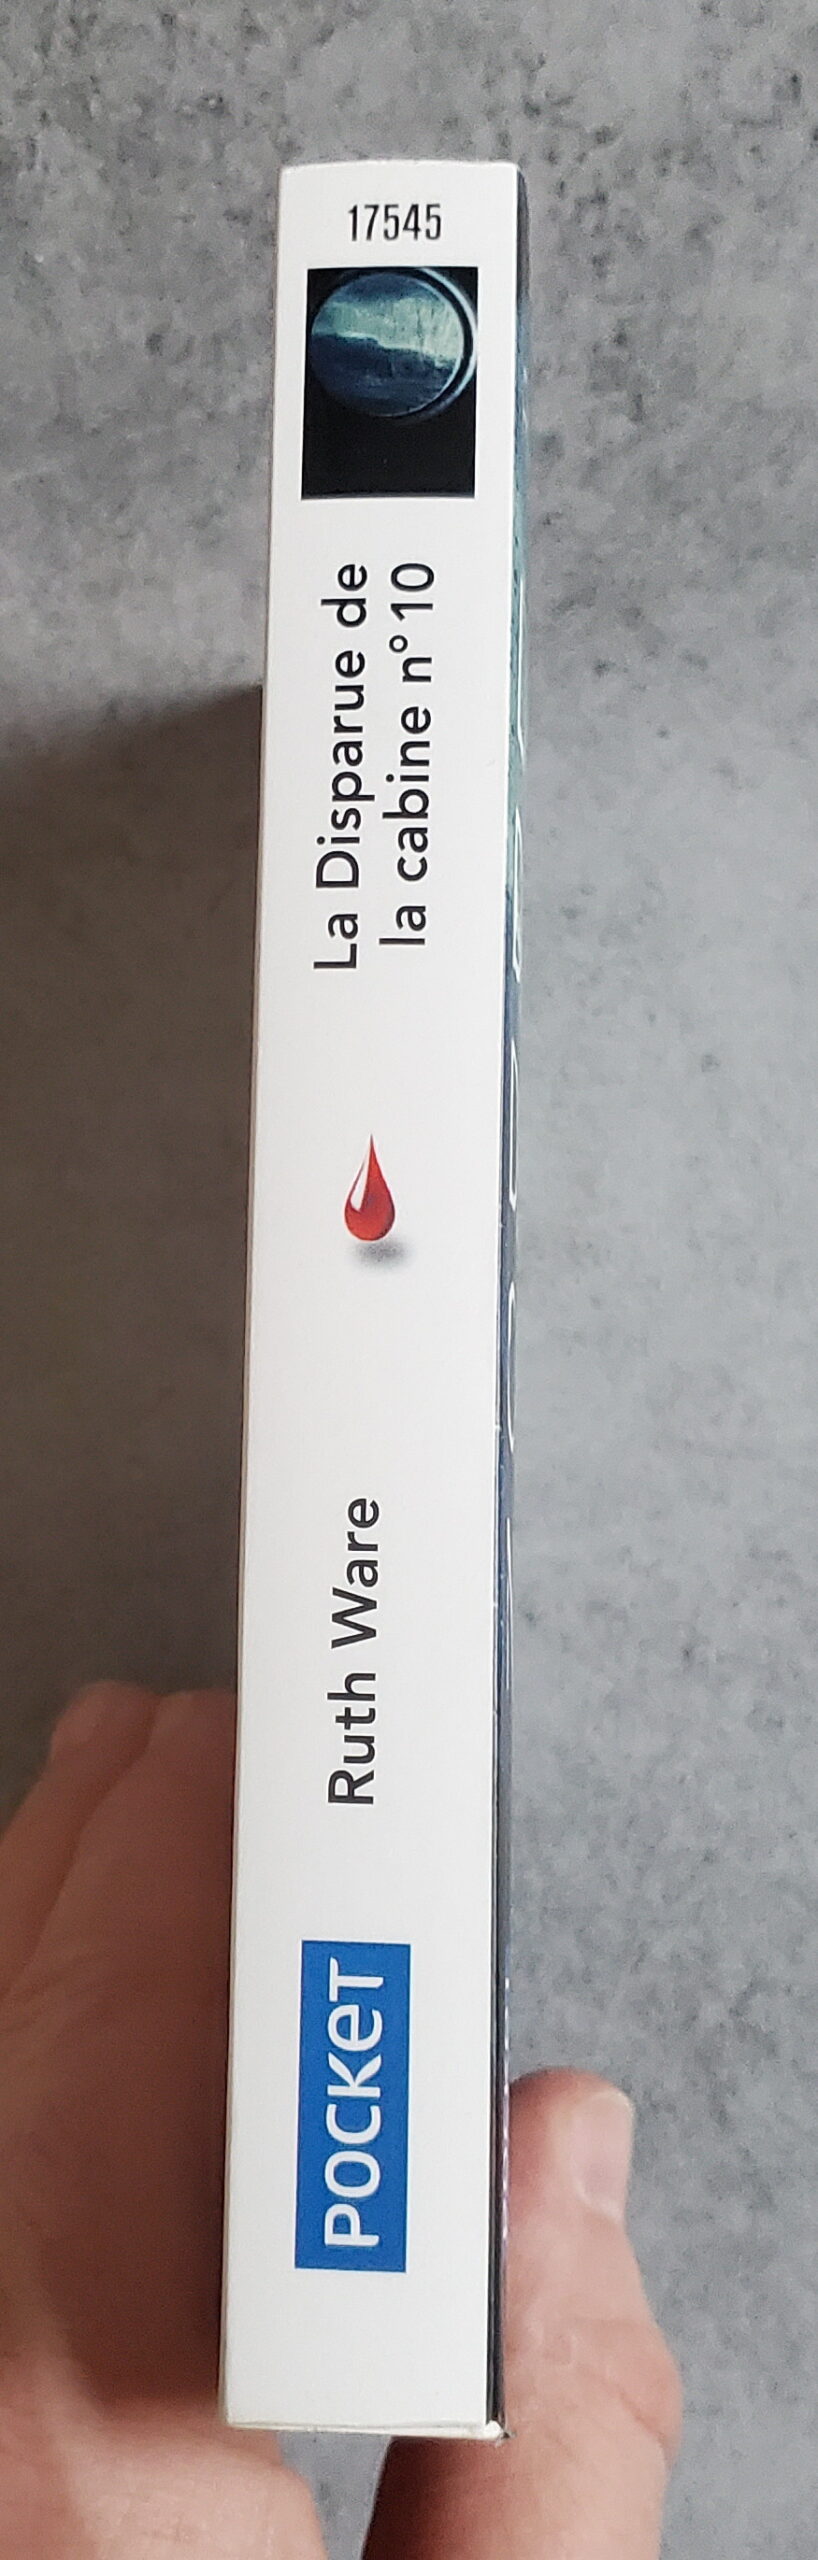 17545
La Disparue de
la cabine n°10
Ruth Ware
POCKET